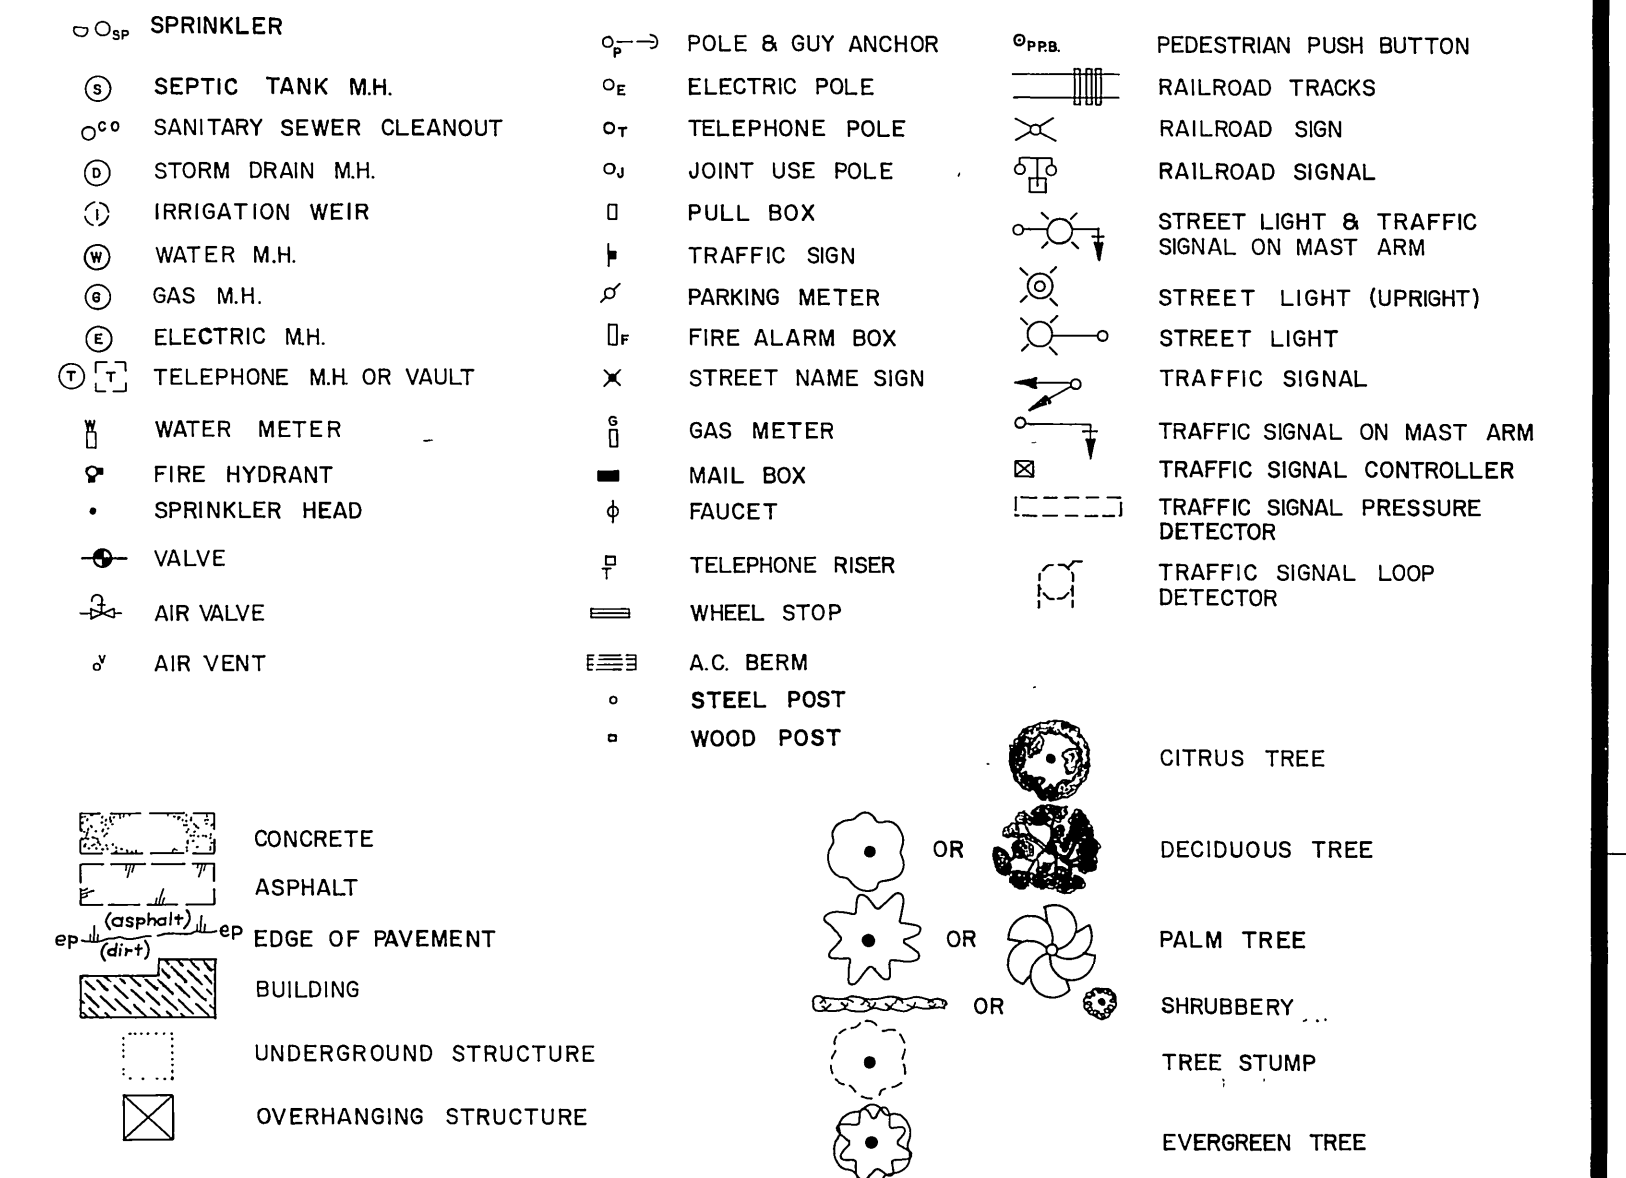 SP SPRINKLER
S SEPTIC TANK M.H.
CO SANITARY SEWER CLEANOUT
D STORM DRAIN M.H.
I IRRIGATION WEIR
W WATER M.H.
G GAS M.H.
E ELECTRIC M.H.
T T TELEPHONE M.H. OR VAULT
W WATER METER
FIRE HYDRANT
SPRINKLER HEAD
VALVE
AIR VALVE
V AIR VENT
P POLE & GUY ANCHOR
E ELECTRIC POLE
T TELEPHONE POLE
J JOINT USE POLE
PULL BOX
TRAFFIC SIGN
PARKING METER
F FIRE ALARM BOX
STREET NAME SIGN
G GAS METER
MAIL BOX
FAUCET
T TELEPHONE RISER
WHEEL STOP
A.C. BERM
STEEL POST
WOOD POST
P.P.B. PEDESTRIAN PUSH BUTTON
RAILROAD TRACKS
RAILROAD SIGN
RAILROAD SIGNAL
STREET LIGHT & TRAFFIC
SIGNAL ON MAST ARM
STREET LIGHT (UPRIGHT)
STREET LIGHT
TRAFFIC SIGNAL
TRAFFIC SIGNAL ON MAST ARM
TRAFFIC SIGNAL CONTROLLER
TRAFFIC SIGNAL PRESSURE
DETECTOR
TRAFFIC SIGNAL LOOP
DETECTOR
CONCRETE
ASPHALT
ep (asphalt) ep EDGE OF PAVEMENT
(dirt)
BUILDING
UNDERGROUND STRUCTURE
OVERHANGING STRUCTURE
CITRUS TREE
OR DECIDUOUS TREE
OR PALM TREE
OR SHRUBBERY
TREE STUMP
EVERGREEN TREE